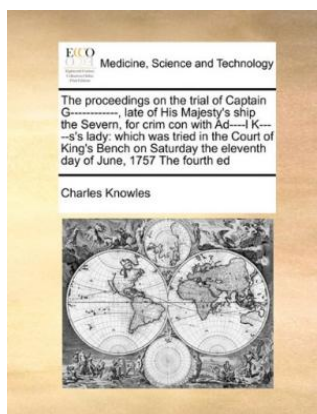 ECCO
Medicine, Science and Technology
The proceedings on the trial of Captain
G------------, late of His Majesty's ship
the Severn, for crim con with Ad----l K---
---s's lady: which was tried in the Court of
King's Bench on Saturday the eleventh
day of June, 1757 The fourth ed
Charles Knowles